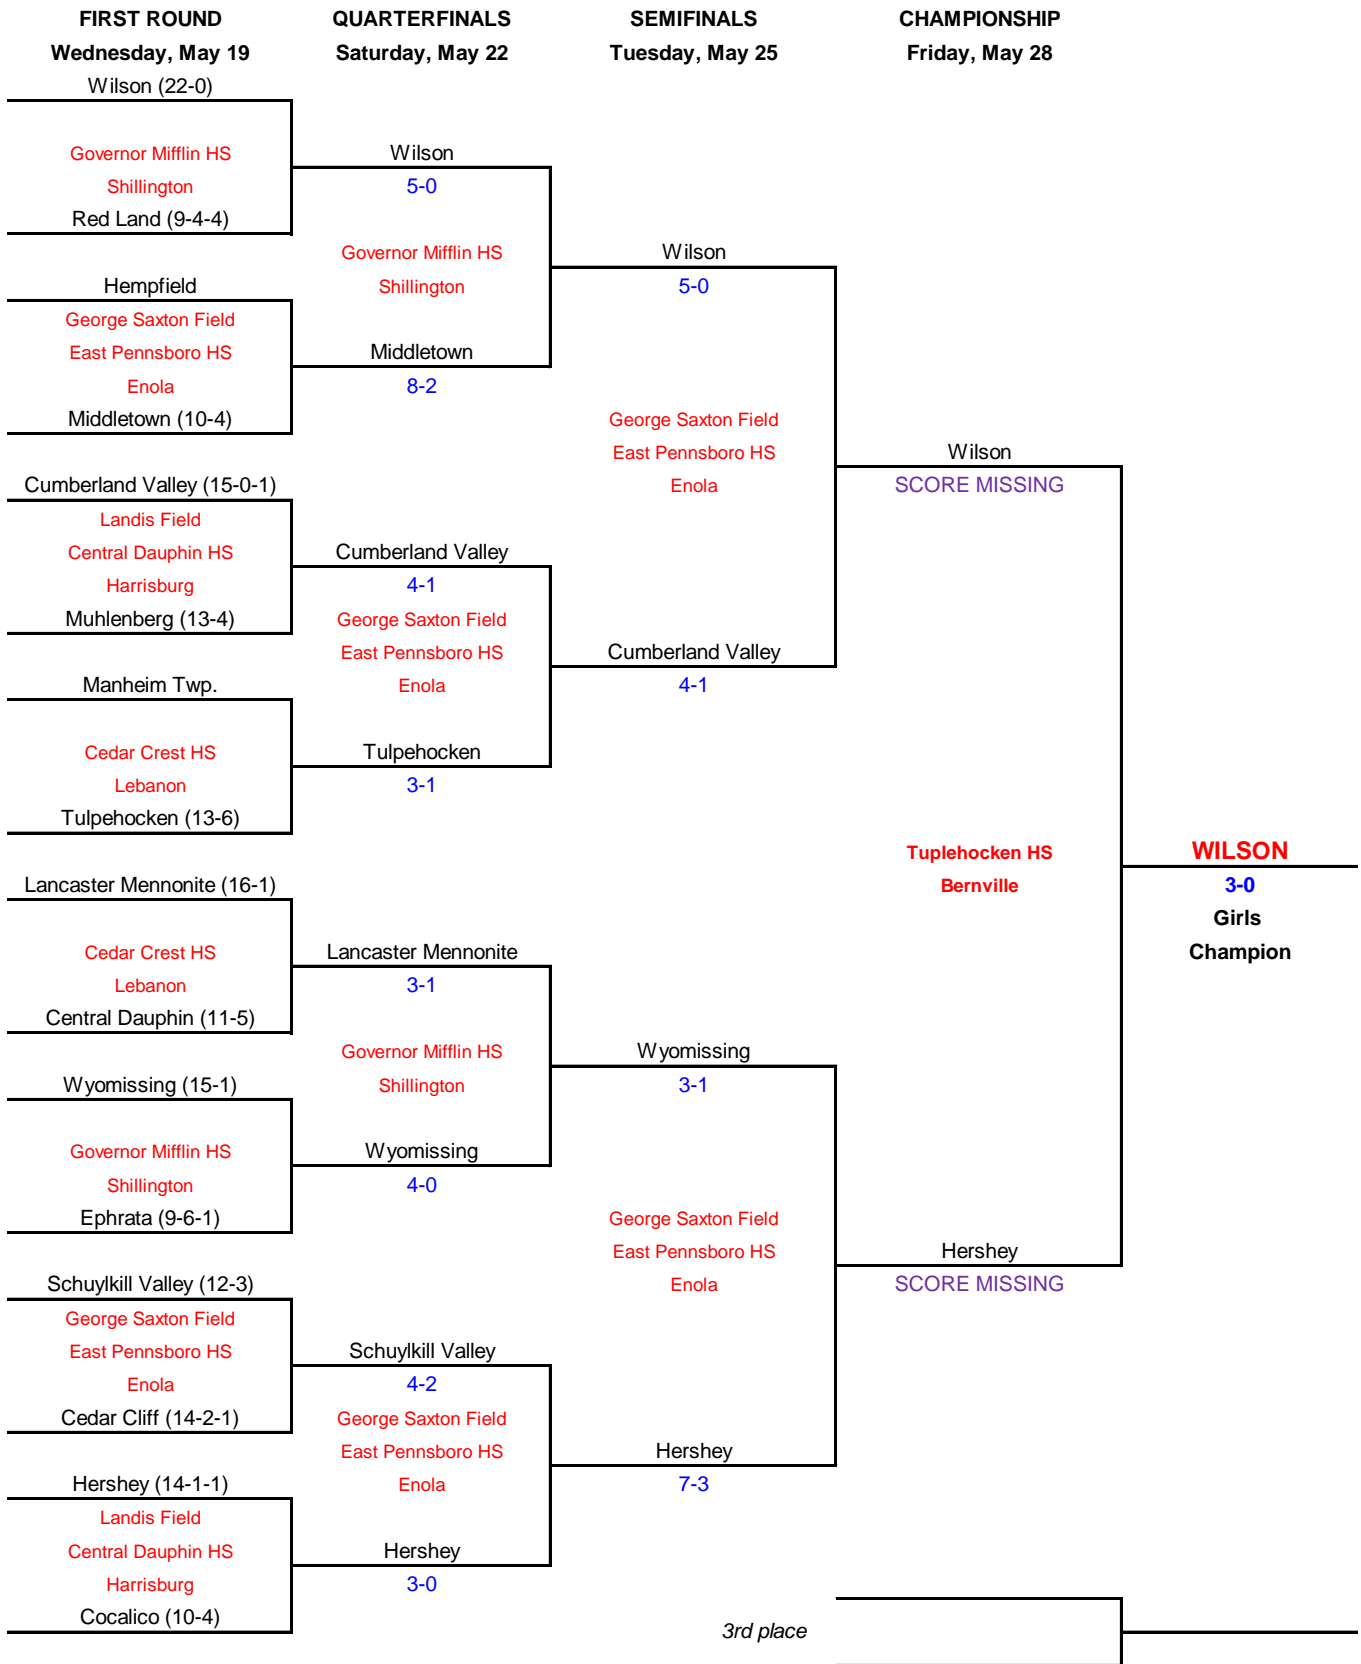 FIRST ROUND
Wednesday, May 19
Wilson (22-0)
Governor Mifflin HS
Shillington
Red Land (9-4-4)
Hempfield
George Saxton Field
East Pennsboro HS
Enola
Middletown (10-4)
Cumberland Valley (15-0-1)
Landis Field
Central Dauphin HS
Harrisburg
Muhlenberg (13-4)
Manheim Twp.
Cedar Crest HS
Lebanon
Tulpehocken (13-6)
Lancaster Mennonite (16-1)
Cedar Crest HS
Lebanon
Central Dauphin (11-5)
Wyomissing (15-1)
Governor Mifflin HS
Shillington
Ephrata (9-6-1)
Schuylkill Valley (12-3)
George Saxton Field
East Pennsboro HS
Enola
Cedar Cliff (14-2-1)
Hershey (14-1-1)
Landis Field
Central Dauphin HS
Harrisburg
Cocalico (10-4)
QUARTERFINALS
Saturday, May 22
Wilson
5-0
Governor Mifflin HS
Shillington
Middletown
8-2
Cumberland Valley
4-1
George Saxton Field
East Pennsboro HS
Enola
Tulpehocken
3-1
Lancaster Mennonite
3-1
Governor Mifflin HS
Shillington
Wyomissing
4-0
Schuylkill Valley
4-2
George Saxton Field
East Pennsboro HS
Enola
Hershey
3-0
SEMIFINALS
Tuesday, May 25
Wilson
5-0
George Saxton Field
East Pennsboro HS
Enola
Cumberland Valley
4-1
Wyomissing
3-1
George Saxton Field
East Pennsboro HS
Enola
Hershey
7-3
CHAMPIONSHIP
Friday, May 28
Wilson
SCORE MISSING
Tuplehocken HS
Bernville
Hershey
SCORE MISSING
WILSON
3-0
Girls
Champion
3rd place